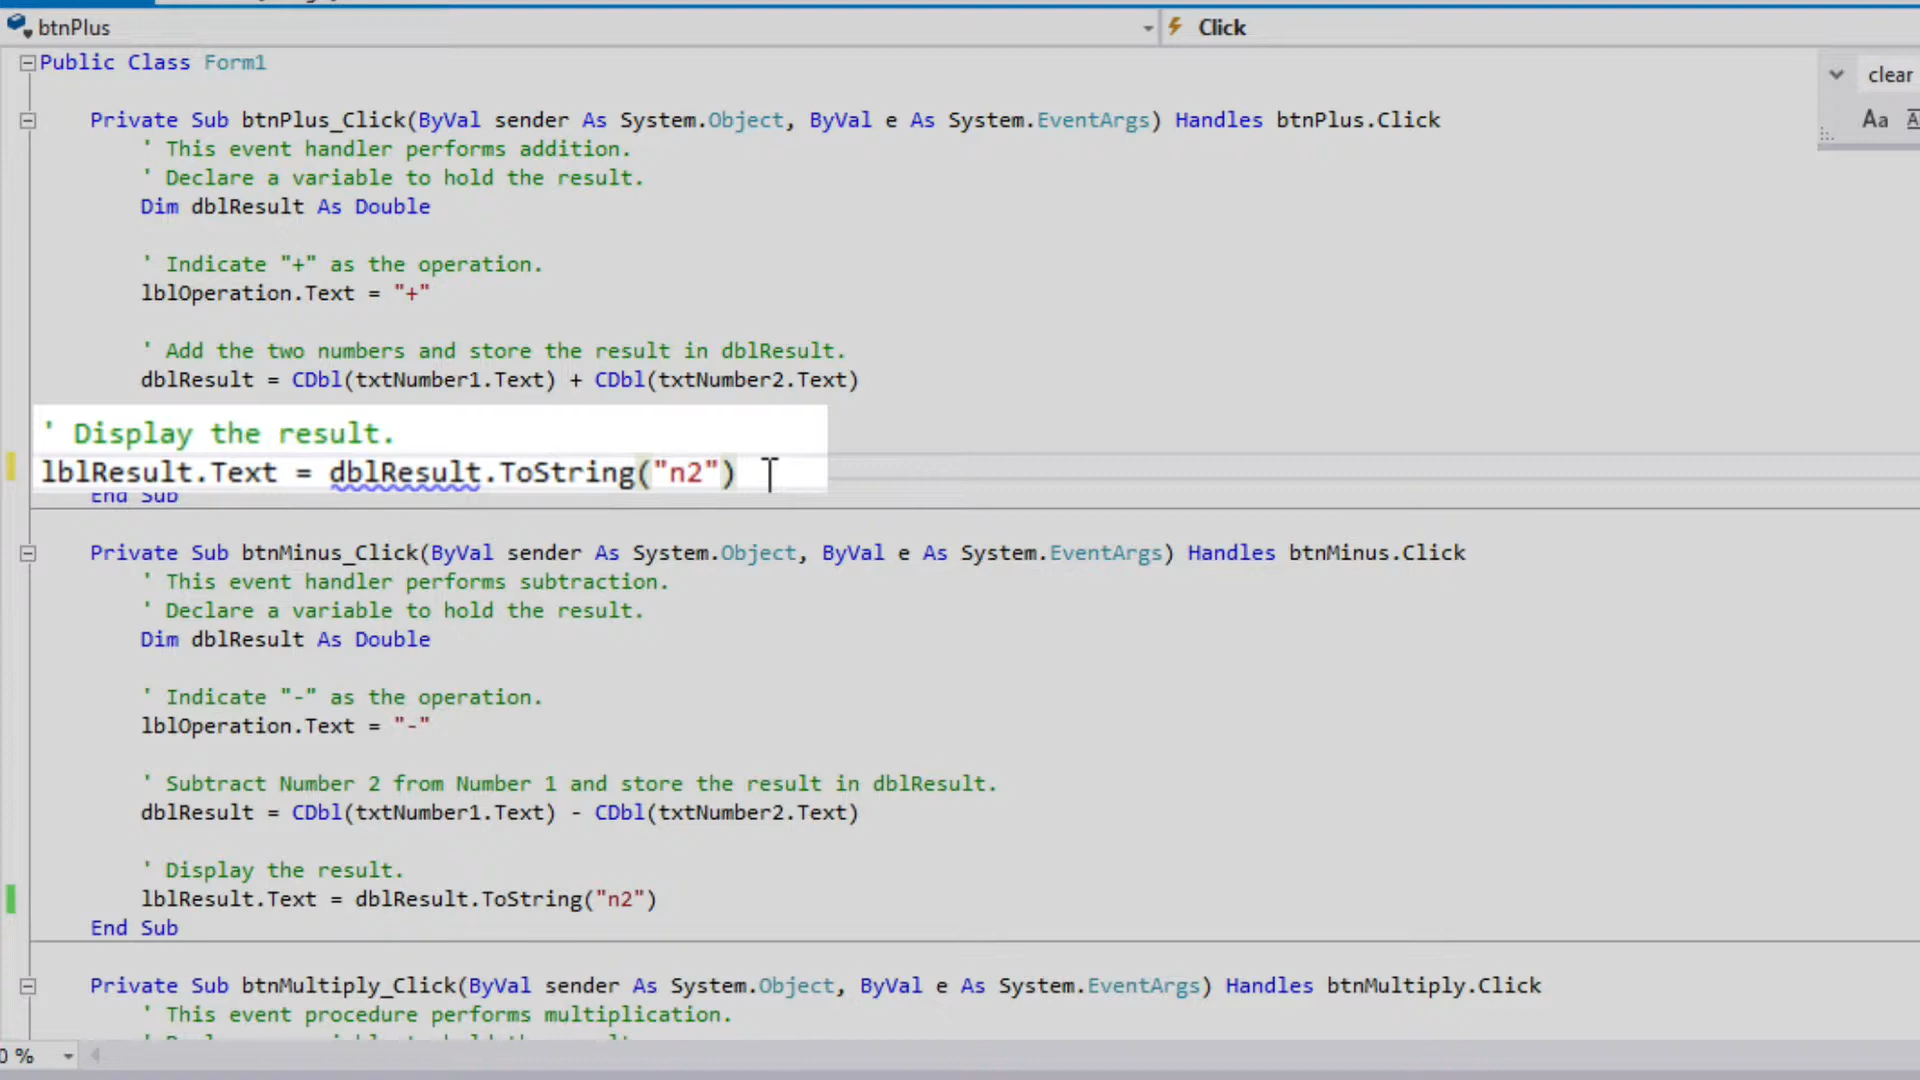 btnPlus
Click
Public Class Form1
clear
Aa
Private Sub btnPlus_Click(ByVal sender As System.Object, ByVal e As System.EventArgs) Handles btnPlus.Click
' This event handler performs addition.
' Declare a variable to hold the result.
Dim dblResult As Double
' Indicate "+" as the operation.
lblOperation.Text = "+"
' Add the two numbers and store the result in dblResult.
dblResult = CDbl(txtNumber1.Text) + CDbl(txtNumber2.Text)
' Display the result.
lblResult.Text = dblResult.ToString("n2")
End Sub
Private Sub btnMinus_Click(ByVal sender As System.Object, ByVal e As System.EventArgs) Handles btnMinus.Click
' This event handler performs subtraction.
' Declare a variable to hold the result.
Dim dblResult As Double
' Indicate "-" as the operation.
lblOperation.Text = "-"
' Subtract Number 2 from Number 1 and store the result in dblResult.
dblResult = CDbl(txtNumber1.Text) - CDbl(txtNumber2.Text)
' Display the result.
lblResult.Text = dblResult.ToString("n2")
End Sub
Private Sub btnMultiply_Click(ByVal sender As System.Object, ByVal e As System.EventArgs) Handles btnMultiply.Click
' This event procedure performs multiplication.
0 %